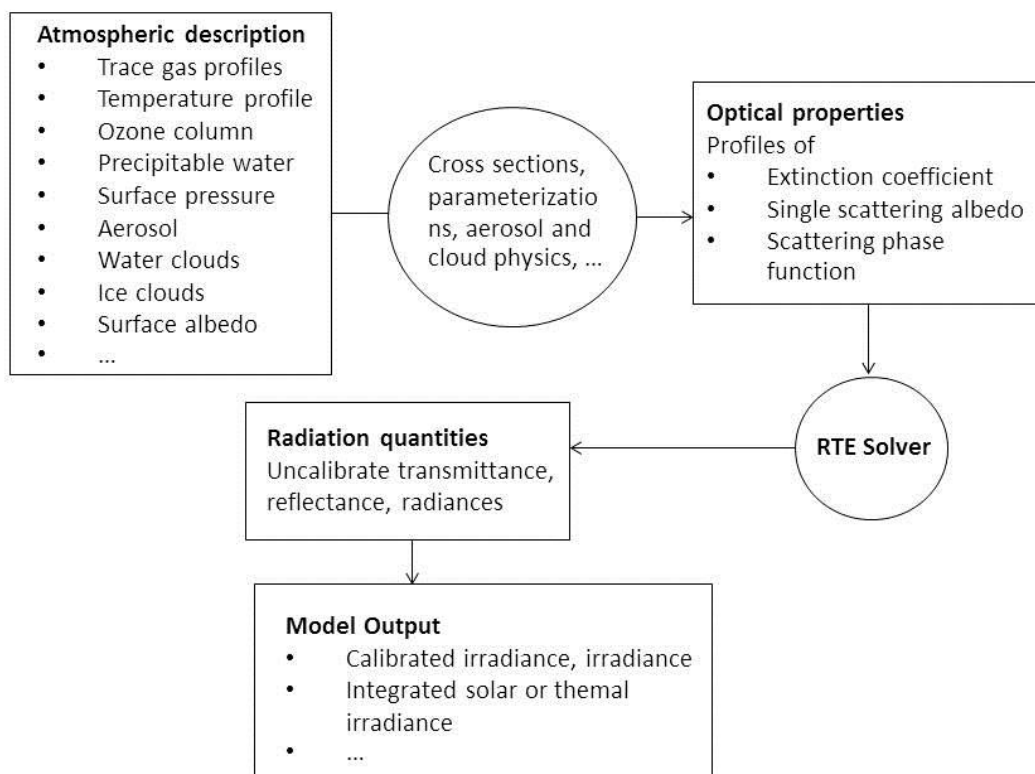 Atmospheric description
• Trace gas profiles
• Temperature profile
• Ozone column
• Precipitable water
• Surface pressure
• Aerosol
• Water clouds
• Ice clouds
• Surface albedo
• ...
Cross sections,
parameterizatio
ns, aerosol and
cloud physics, ...
Optical properties
Profiles of
• Extinction coefficient
• Single scattering albedo
• Scattering phase
function
RTE Solver
Radiation quantities
Uncalibrate transmittance,
reflectance, radiances
Model Output
• Calibrated irradiance, irradiance
• Integrated solar or themal
irradiance
• ...